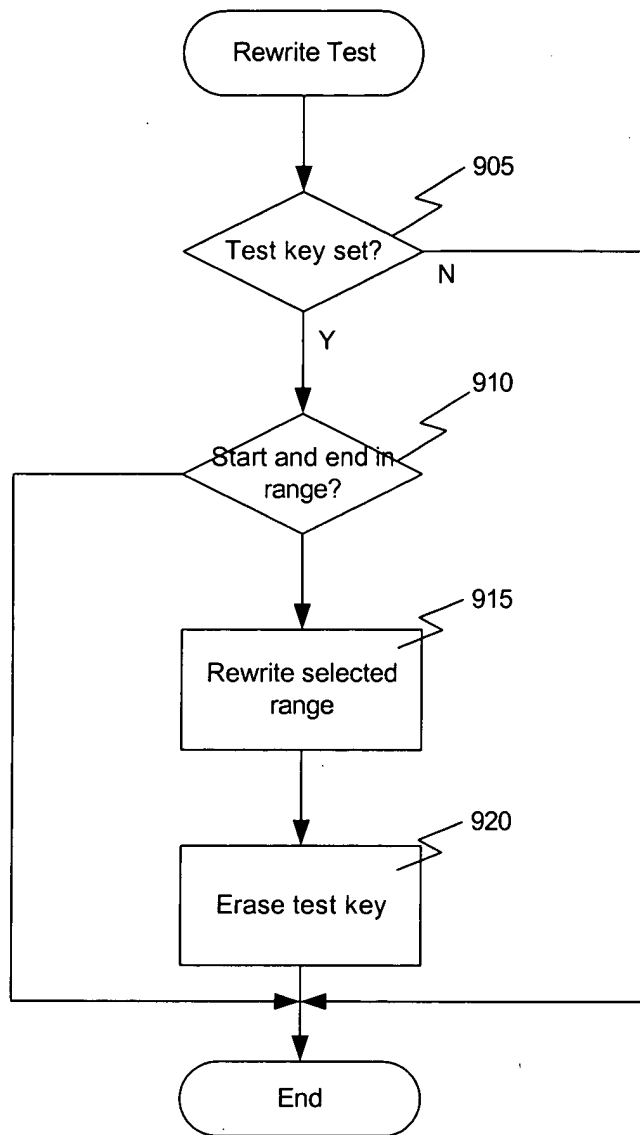 Rewrite Test
905
Test key set?
N
Y
910
Start and end in
range?
915
Rewrite selected
range
920
Erase test key
End